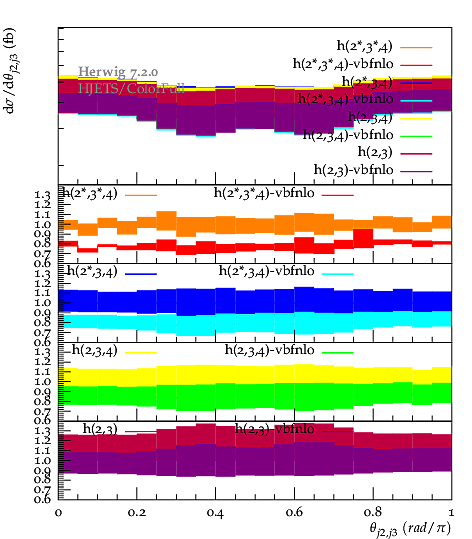 dσ/dθj2,j3 (fb)
Herwig 7.2.0
HJETS/ColorFull
h(2*,3*,4)
h(2*,3*,4)-vbfnlo
h(2*,3,4)
h(2*,3,4)-vbfnlo
h(2,3,4)
h(2,3,4)-vbfnlo
h(2,3)
h(2,3)-vbfnlo
h(2*,3*,4) h(2*,3*,4)-vbfnlo
1.3
1.2
1.1
1.0
0.9
0.8
0.7
0.6
h(2*,3,4) h(2*,3,4)-vbfnlo
1.3
1.2
1.1
1.0
0.9
0.8
0.7
0.6
h(2,3,4) h(2,3,4)-vbfnlo
1.3
1.2
1.1
1.0
0.9
0.8
0.7
0.6
h(2,3) h(2,3)-vbfnlo
1.3
1.2
1.1
1.0
0.9
0.8
0.7
0.6
0 0.2 0.4 0.6 0.8 1
θj2,j3 (rad/π)